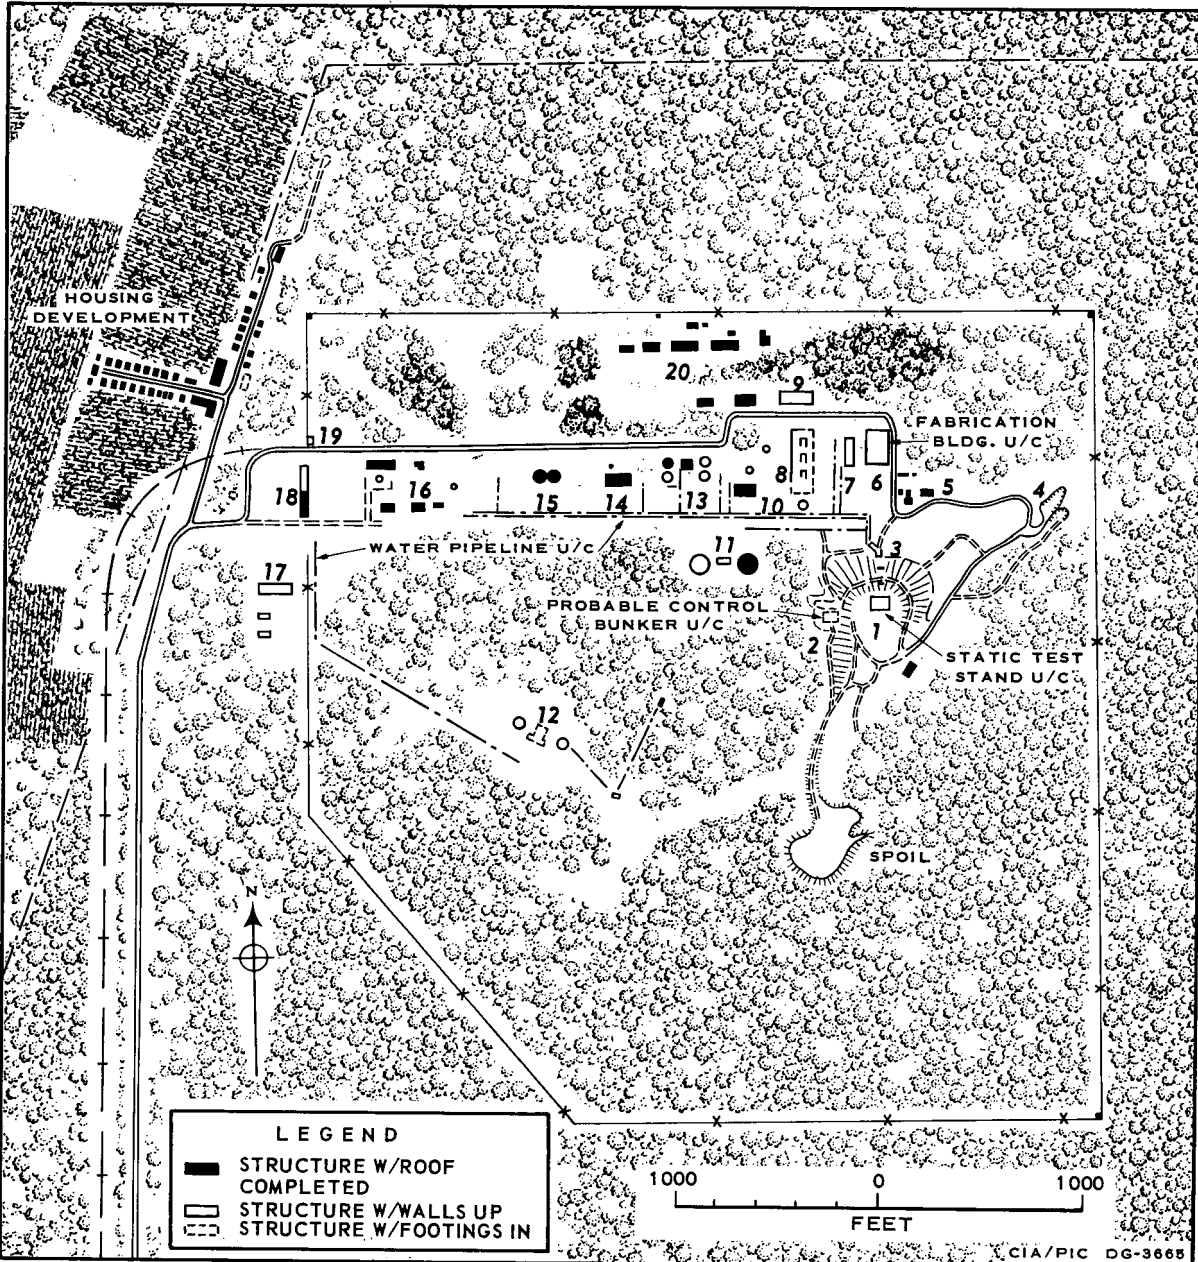 HOUSING
DEVELOPMENT
20
9
FABRICATION
BLDG. U/C
19
18
16
15
14
13
10
8
7
6
5
4
WATER PIPELINE U/C
11
3
17
PROBABLE CONTROL
BUNKER U/C
2
1
STATIC TEST
STAND U/C
12
SPOIL
N
LEGEND
STRUCTURE W/ROOF
COMPLETED
STRUCTURE W/WALLS UP
STRUCTURE W/FOOTINGS IN
1000 0 1000
FEET
CIA/PIC DG-3665